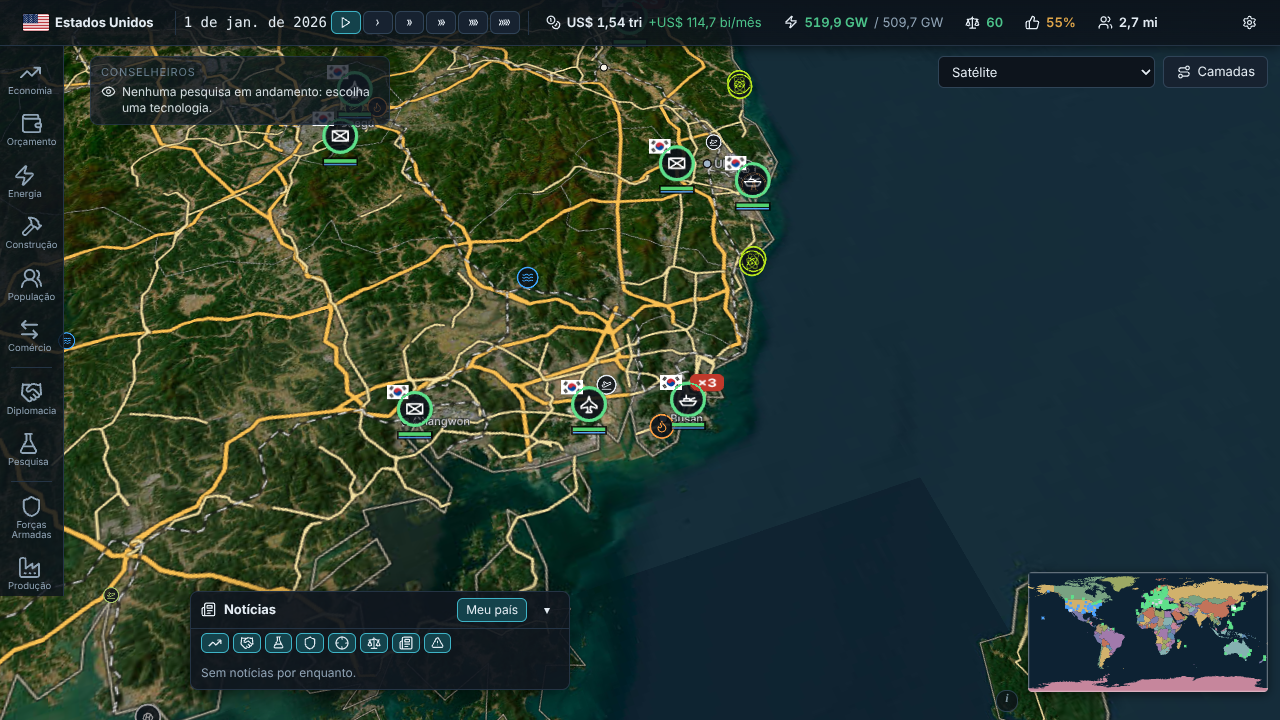 Estados Unidos
1 de jan. de 2026
US$ 1,54 tri +US$ 114,7 bi/mês
519,9 GW / 509,7 GW
60
55%
2,7 mi
Economia
Orçamento
Energia
Construção
População
Comércio
Diplomacia
Pesquisa
Forças
Armadas
Produção
CONSELHEIROS
Nenhuma pesquisa em andamento: escolha
uma tecnologia.
Satélite
Camadas
×3
Busan
Notícias
Meu país
Sem notícias por enquanto.
i